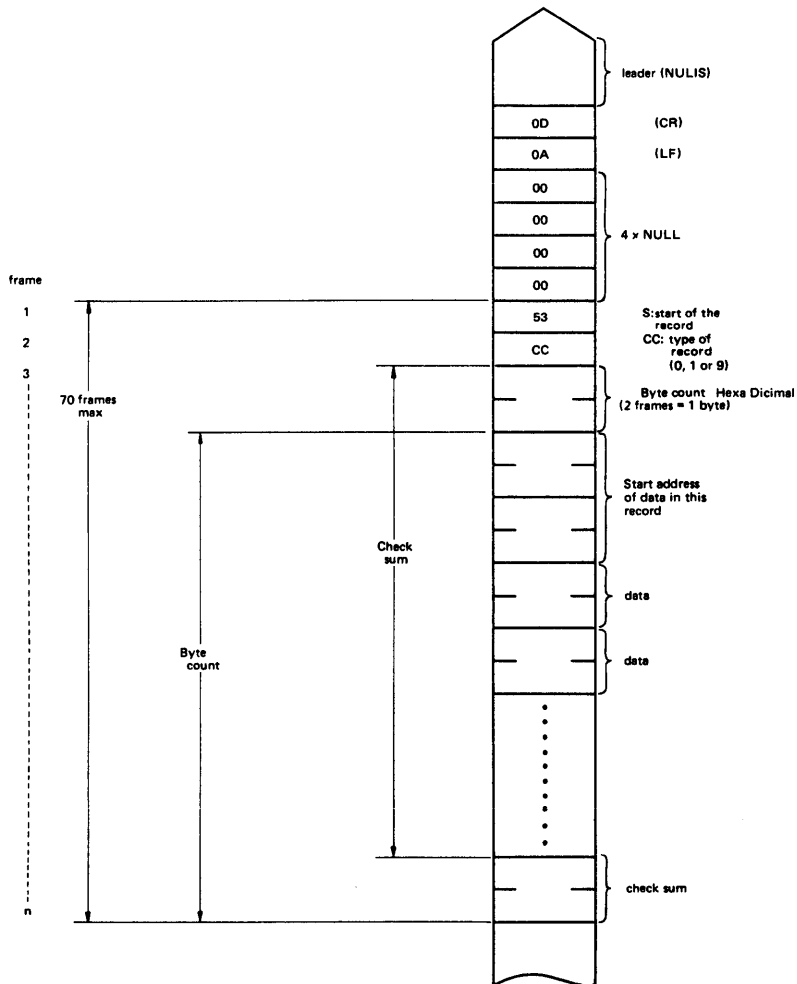 leader (NULIS)
0D (CR)
0A (LF)
00
00
4 x NULL
00
00
frame
1
53
S:start of the
record
2
CC
CC: type of
record
(0, 1 or 9)
3
70 frames
max
Byte count Hexa Dicimal
(2 frames = 1 byte)
Start address
of data in this
record
Check
sum
data
Byte
count
data
check sum
n